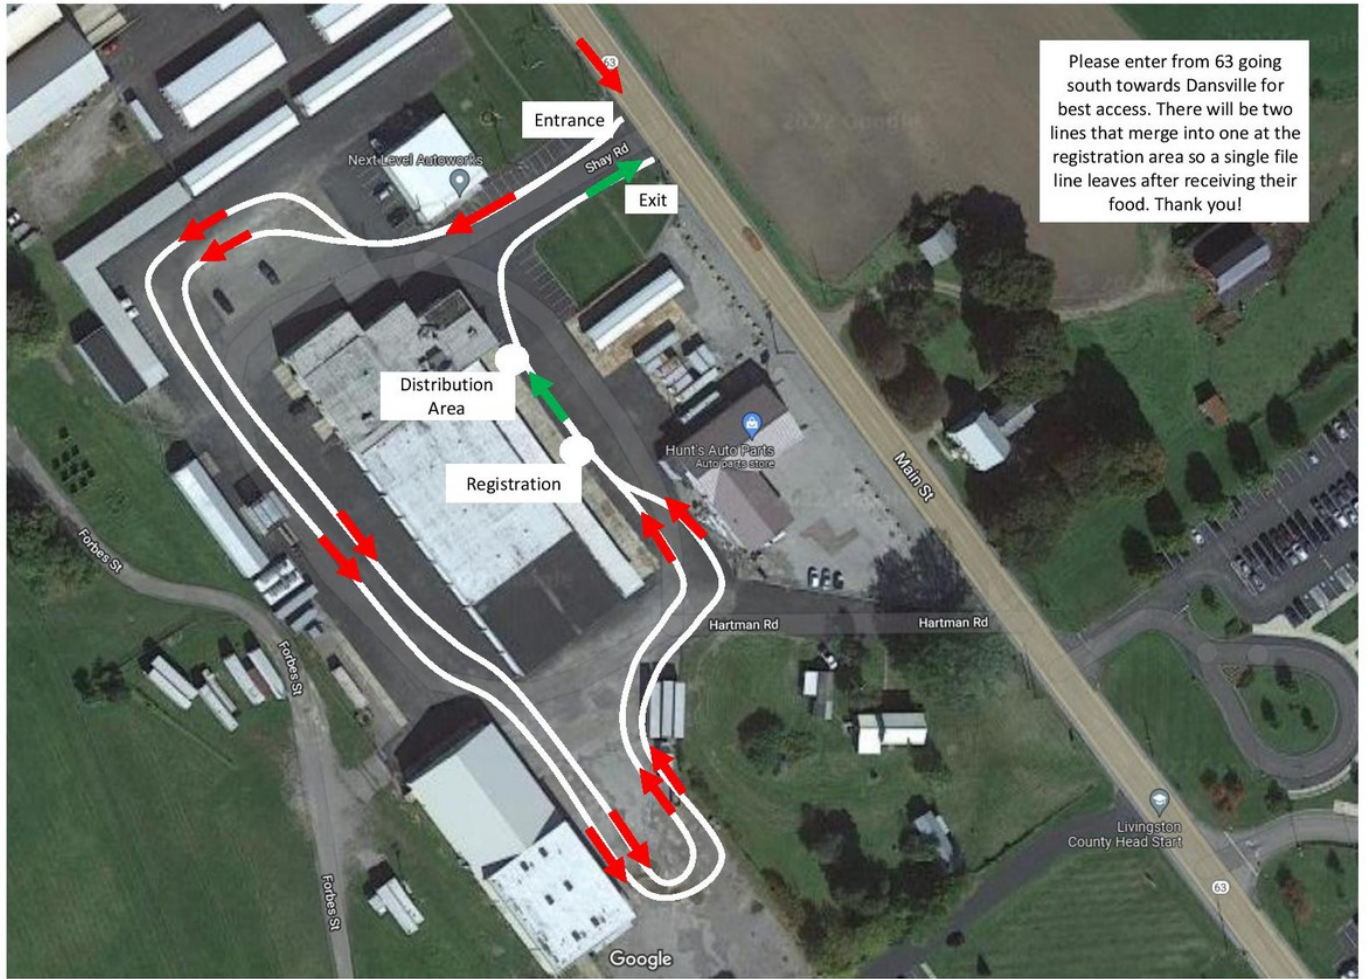 63
Please enter from 63 going
south towards Dansville for
best access. There will be two
lines that merge into one at the
registration area so a single file
line leaves after receiving their
food. Thank you!
Entrance
Shay Rd
Next Level Autoworks
Exit
Distribution
Area
Hunt's Auto Parts
Auto parts store
Registration
Main St
Forbes St
Hartman Rd
Hartman Rd
Forbes St
Livingston
County Head Start
63
Forbes St
Google